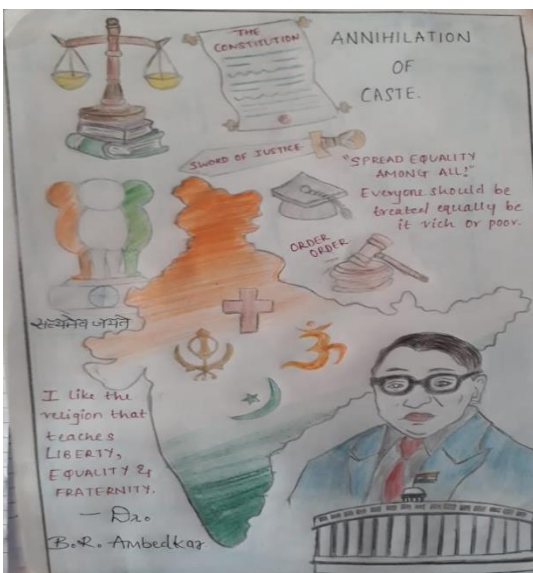 THE
CONSTITUTION
ANNIHILATION
OF
CASTE.
SWORD OF JUSTICE
"SPREAD EQUALITY
AMONG ALL!"
Everyone should be
treated equally be
it rich or poor.
ORDER
ORDER
सत्यमेव जयते
I like the
religion that
teaches
LIBERTY,
EQUALITY &
FRATERNITY.
— Dr.
B.R. Ambedkar